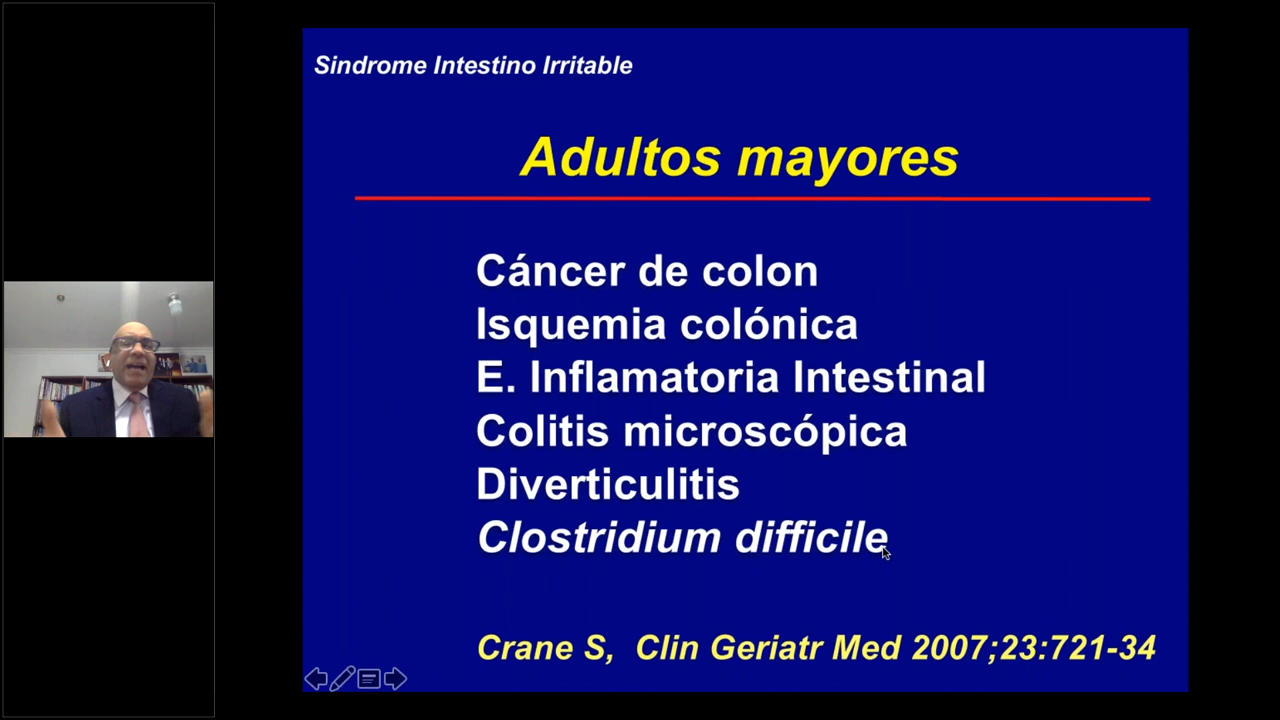 Sindrome Intestino Irritable
Adultos mayores
Cáncer de colon
Isquemia colónica
E. Inflamatoria Intestinal
Colitis microscópica
Diverticulitis
Clostridium difficile
Crane S, Clin Geriatr Med 2007;23:721-34